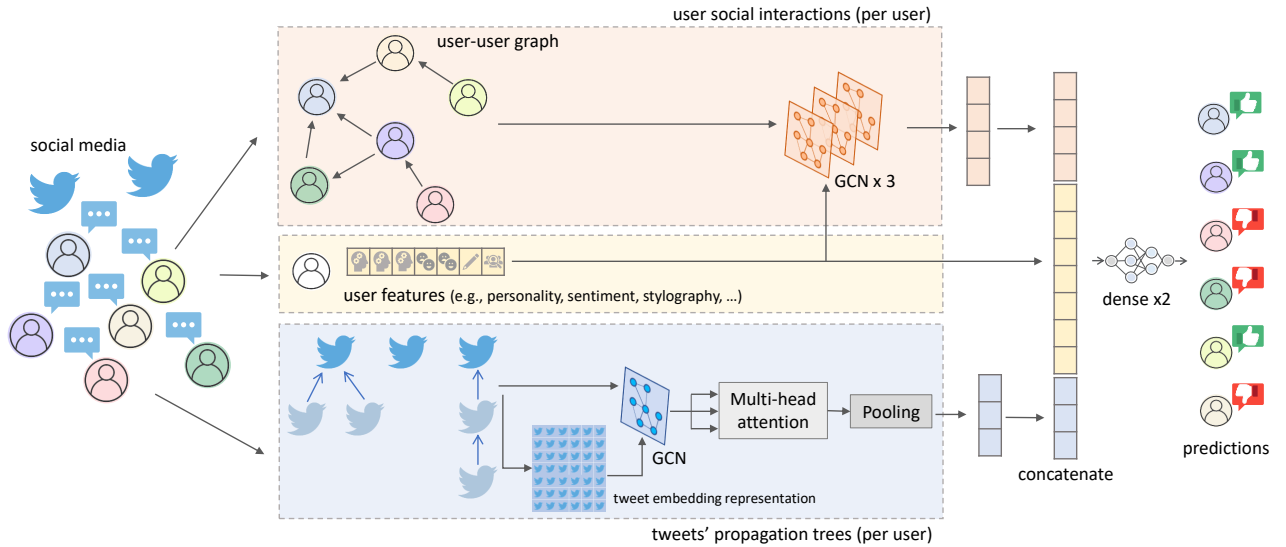 user social interactions (per user)
user-user graph
social media
GCN x 3
user features (e.g., personality, sentiment, stylography, …)
dense x2
Multi-head
attention
Pooling
GCN
tweet embedding representation
concatenate
predictions
tweets' propagation trees (per user)